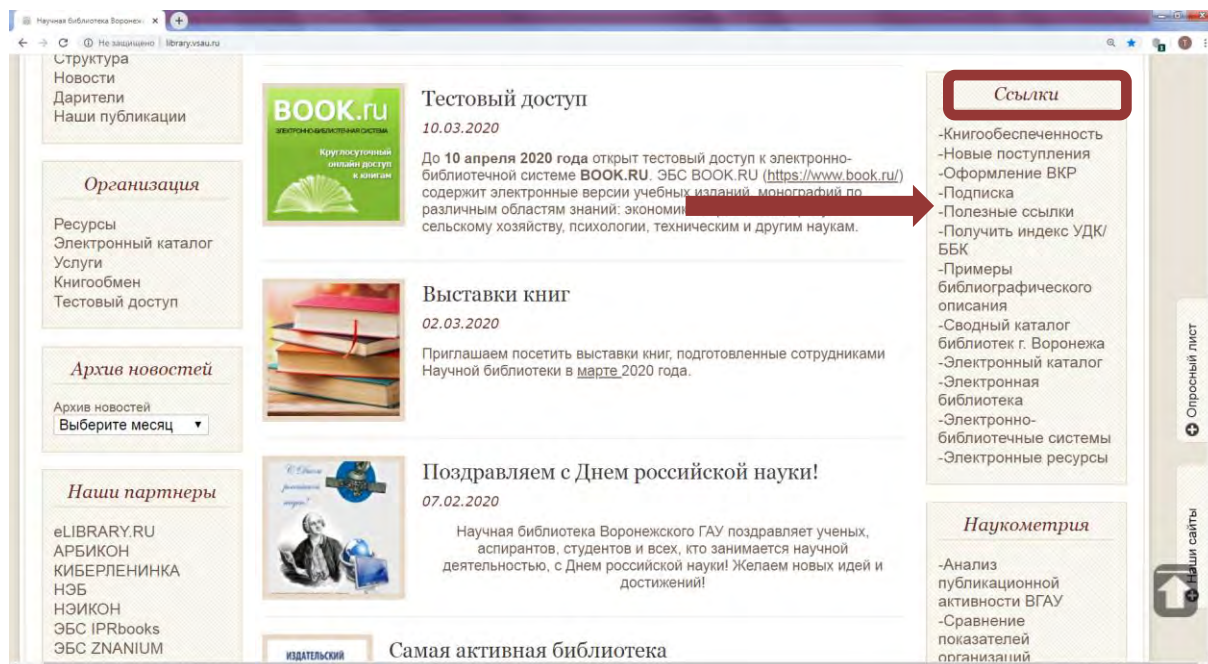 Научная библиотека Воронежс
Не защищено
library.vsau.ru
Структура
Новости
Дарители
Наши публикации
Организация
Ресурсы
Электронный каталог
Услуги
Книгообмен
Тестовый доступ
Архив новостей
Архив новостей
Выберите месяц
Наши партнеры
eLIBRARY.RU
АРБИКОН
КИБЕРЛЕНИНКА
НЭБ
НЭИКОН
ЭБС IPRbooks
ЭБС ZNANIUM
BOOK.ru
ЭЛЕКТРОННО-БИБЛИОТЕЧНАЯ СИСТЕМА
Круглосуточный
онлайн доступ
к книгам
Тестовый доступ
10.03.2020
До 10 апреля 2020 года открыт тестовый доступ к электронно-
библиотечной системе BOOK.RU. ЭБС BOOK.RU (https://www.book.ru/)
содержит электронные версии учебных изданий, монографий по
различным областям знаний:
сельскому хозяйству, психологии, техническим и другим наукам.
Выставки книг
02.03.2020
Приглашаем посетить выставки книг, подготовленные сотрудниками
Научной библиотеки в марте 2020 года.
С Днем
российской
науки!
Поздравляем с Днем российской науки!
07.02.2020
Научная библиотека Воронежского ГАУ поздравляет ученых,
аспирантов, студентов и всех, кто занимается научной
деятельностью, с Днем российской науки! Желаем новых идей и
достижений!
ИЗДАТЕЛЬСКИЙ
Самая активная библиотека
Ссылки
-Книгообеспеченность
-Новые поступления
-Оформление ВКР
-Подписка
-Полезные ссылки
-Получить индекс УДК/
ББК
-Примеры
библиографического
описания
-Сводный каталог
библиотек г. Воронежа
-Электронный каталог
-Электронная
библиотека
-Электронно-
библиотечные системы
-Электронные ресурсы
Наукометрия
-Анализ
публикационной
активности ВГАУ
-Сравнение
показателей
организаций
Опросный лист
Наши сайты